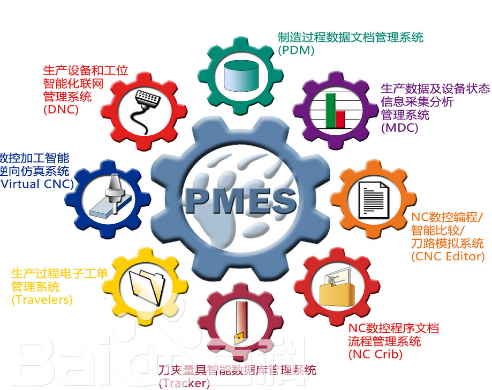 制造过程数据文档管理系统
(PDM)
生产设备和工位
智能化联网
管理系统
(DNC)
生产数据及设备状态
信息采集分析
管理系统
(MDC)
PMES
数控加工智能
逆向仿真系统
Virtual CNC)
NC数控编程/
智能比较/
刀路模拟系统
(CNC Editor)
生产过程电子工单
管理系统
(Travelers)
NC数控程序文档
流程管理系统
(NC Crib)
刀夹量具智能数据库管理系统
(Tracker)
Bai 百科